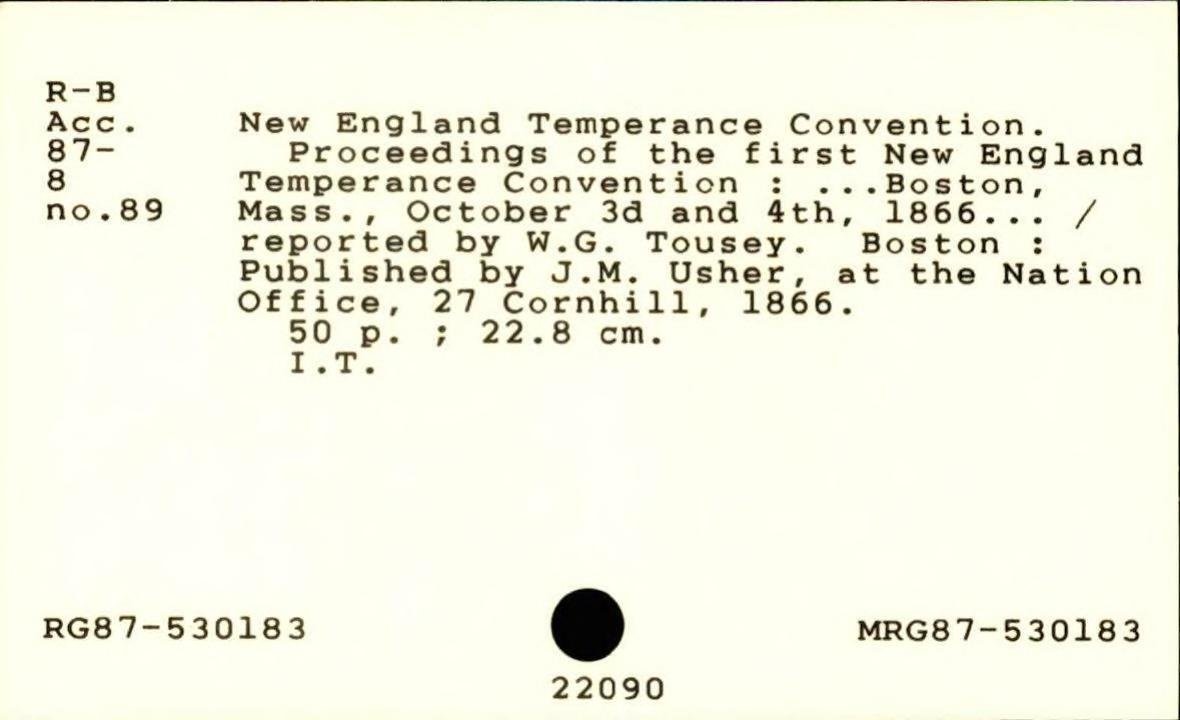 R-B
Acc. New England Temperance Convention.
87- Proceedings of the first New England
8 Temperance Convention : ...Boston,
no.89 Mass., October 3d and 4th, 1866... /
reported by W.G. Tousey. Boston :
Published by J.M. Usher, at the Nation
Office, 27 Cornhill, 1866.
50 p. ; 22.8 cm.
I.T.
RG87-530183 MRG87-530183
22090